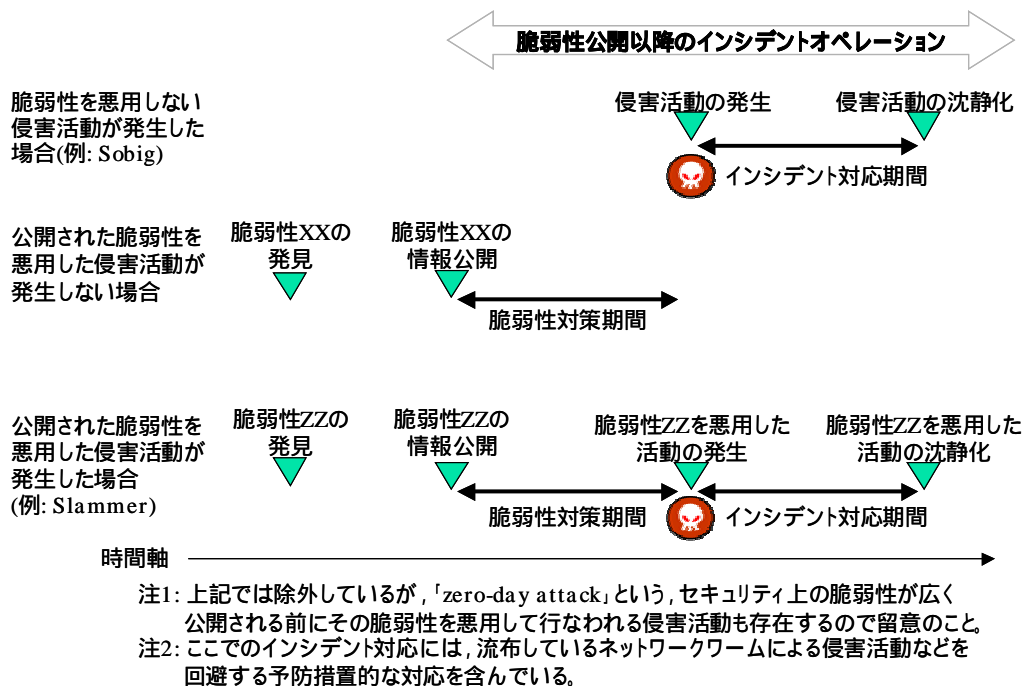 脆弱性公開以降のインシデントオペレーション
脆弱性を悪用しない
侵害活動が発生した
場合(例: Sobig)
侵害活動の発生
侵害活動の沈静化
インシデント対応期間
公開された脆弱性を
悪用した侵害活動が
発生しない場合
脆弱性XXの
発見
脆弱性XXの
情報公開
脆弱性対策期間
公開された脆弱性を
悪用した侵害活動が
発生した場合
(例: Slammer)
脆弱性ZZの
発見
脆弱性ZZの
情報公開
脆弱性ZZを悪用した
活動の発生
脆弱性ZZを悪用した
活動の沈静化
脆弱性対策期間
インシデント対応期間
時間軸
注1: 上記では除外しているが,「zero-day attack」という,セキュリティ上の脆弱性が広く
公開される前にその脆弱性を悪用して行なわれる侵害活動も存在するので留意のこと。
注2: ここでのインシデント対応には,流布しているネットワークワームによる侵害活動などを
回避する予防措置的な対応を含んでいる。